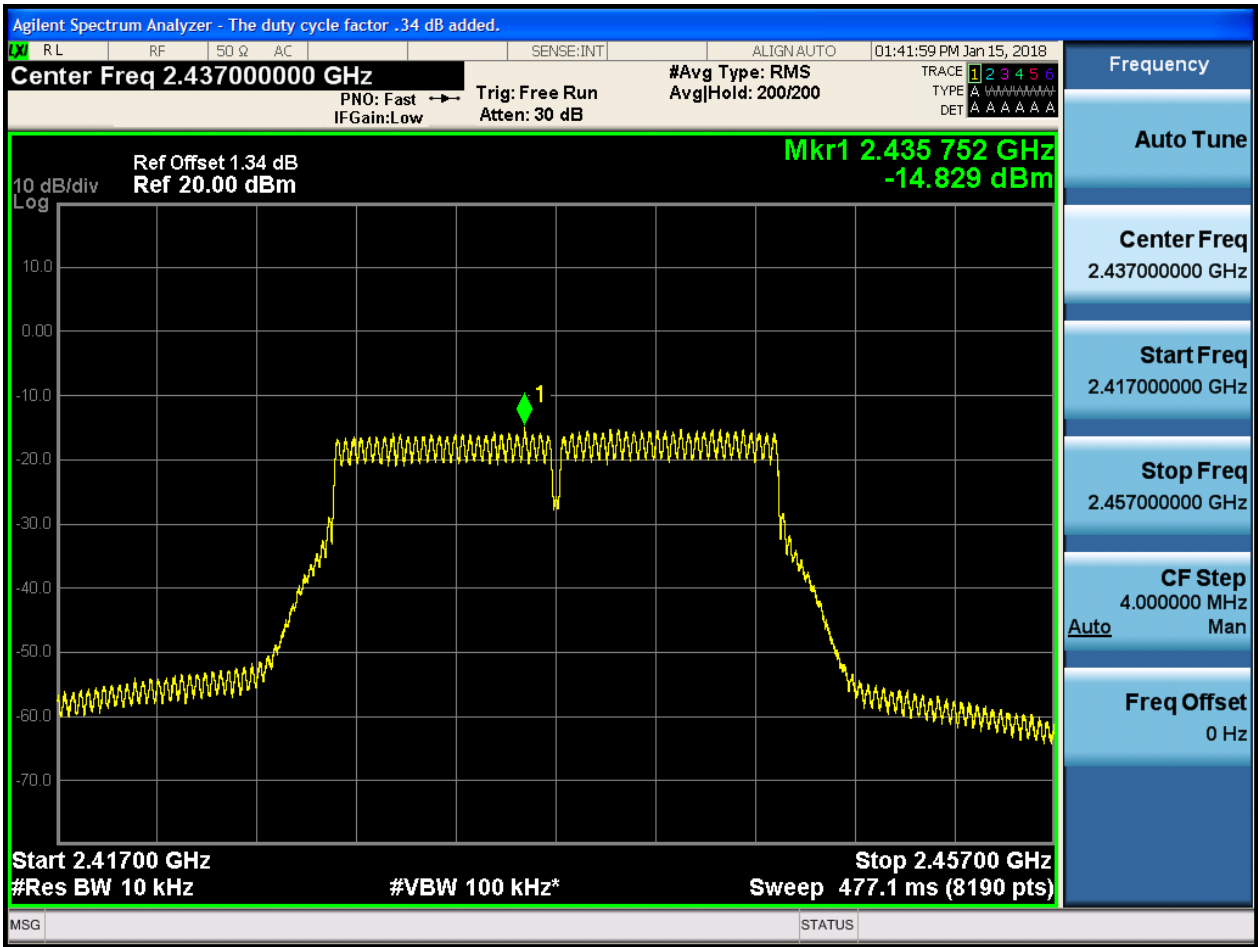 Agilent Spectrum Analyzer - The duty cycle factor .34 dB added.
LXI RL RF 50 Ω AC SENSE:INT ALIGNAUTO 01:41:59 PM Jan 15, 2018
Center Freq 2.437000000 GHz
PNO: Fast
IFGain:Low
Trig: Free Run
Atten: 30 dB
#Avg Type: RMS
Avg|Hold: 200/200
TRACE 1 2 3 4 5 6
TYPE A WWWWW
DET A A A A A A
Mkr1 2.435 752 GHz
-14.829 dBm
Ref Offset 1.34 dB
10 dB/div Ref 20.00 dBm
Log
10.0
0.00
1
-10.0
-20.0
-30.0
-40.0
-50.0
-60.0
-70.0
Start 2.41700 GHz Stop 2.45700 GHz
#Res BW 10 kHz #VBW 100 kHz* Sweep 477.1 ms (8190 pts)
MSG STATUS
Frequency
Auto Tune
Center Freq
2.437000000 GHz
Start Freq
2.417000000 GHz
Stop Freq
2.457000000 GHz
CF Step
4.000000 MHz
Auto Man
Freq Offset
0 Hz